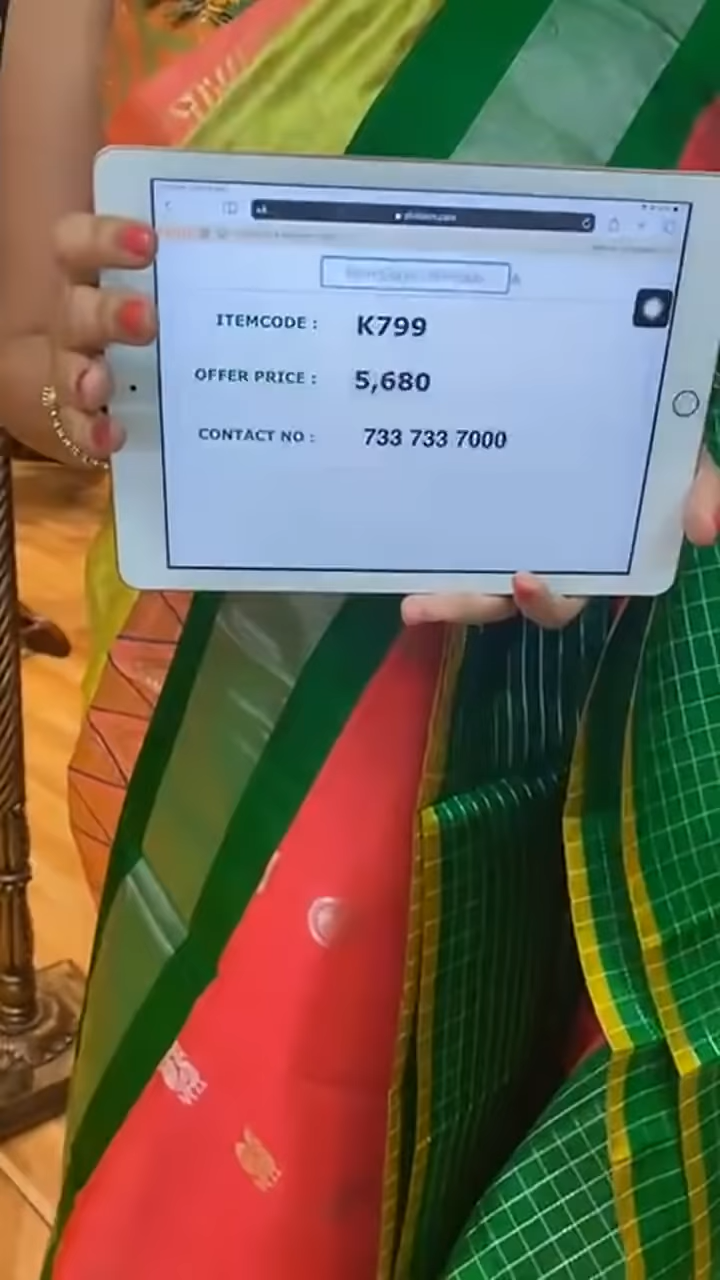 ITEMCODE : K799
OFFER PRICE : 5,680
CONTACT NO : 733 733 7000